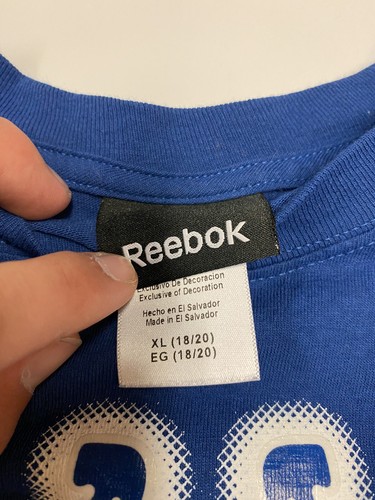 Reebok
Exclusivo De Decoracion
Exclusive of Decoration
Hecho en El Salvador
Made in El Salvador
XL (18/20)
EG (18/20)